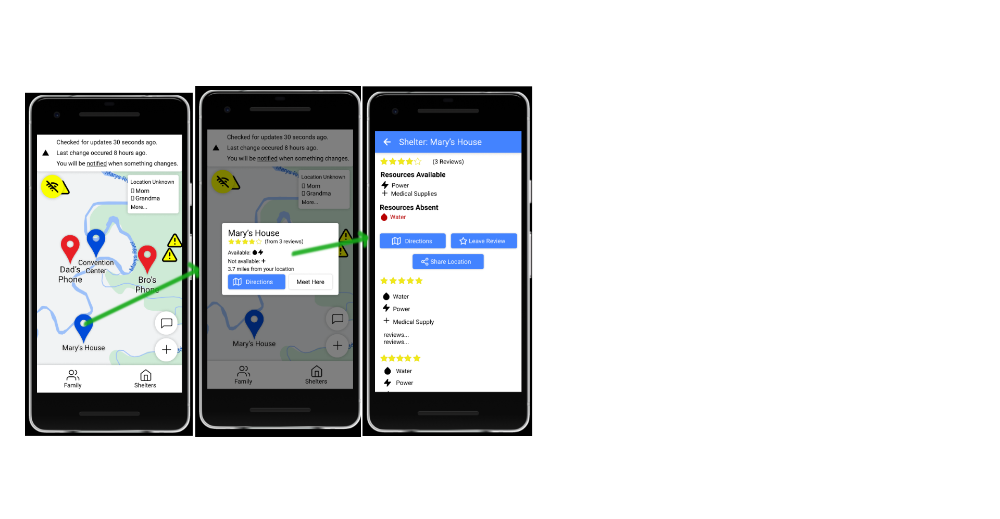 Checked for updates 30 seconds ago.
Last change occured 8 hours ago.
You will be notified when something changes.
Marys Ri
Location Unknown
Mom
Grandma
More...
Marys River
Convention
Center
Dad's
Phone
Bro's
Phone
Mary's House
Family
Shelters
Checked for updates 30 seconds ago.
Last change occured 8 hours ago.
You will be notified when something changes.
Marys Ri
Location Unknown
Mom
Grandma
More...
Mary's House
(from 3 reviews)
Available:
Not available:
3.7 miles from your location
Directions
Meet Here
Mary's House
Family
Shelters
Shelter: Mary's House
(3 Reviews)
Resources Available
Power
Medical Supplies
Resources Absent
Water
Directions
Leave Review
Share Location
Water
Power
Medical Supply
reviews...
reviews...
Water
Power